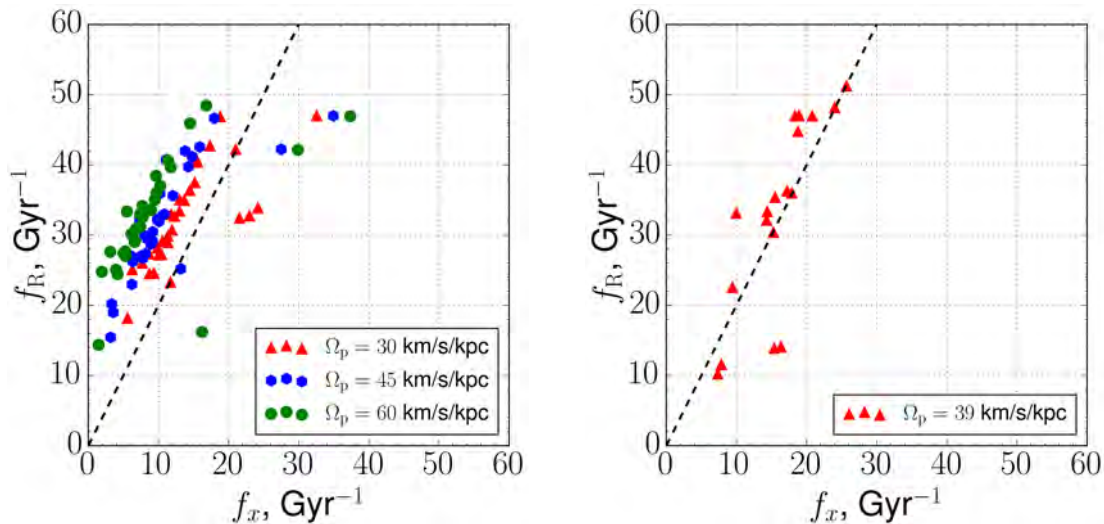 60
50
40
30
20
10
0
f_R, Gyr⁻¹
Ω_p = 30 km/s/kpc
Ω_p = 45 km/s/kpc
Ω_p = 60 km/s/kpc
0 10 20 30 40 50 60
f_x, Gyr⁻¹
60
50
40
30
20
10
0
f_R, Gyr⁻¹
Ω_p = 39 km/s/kpc
0 10 20 30 40 50 60
f_x, Gyr⁻¹